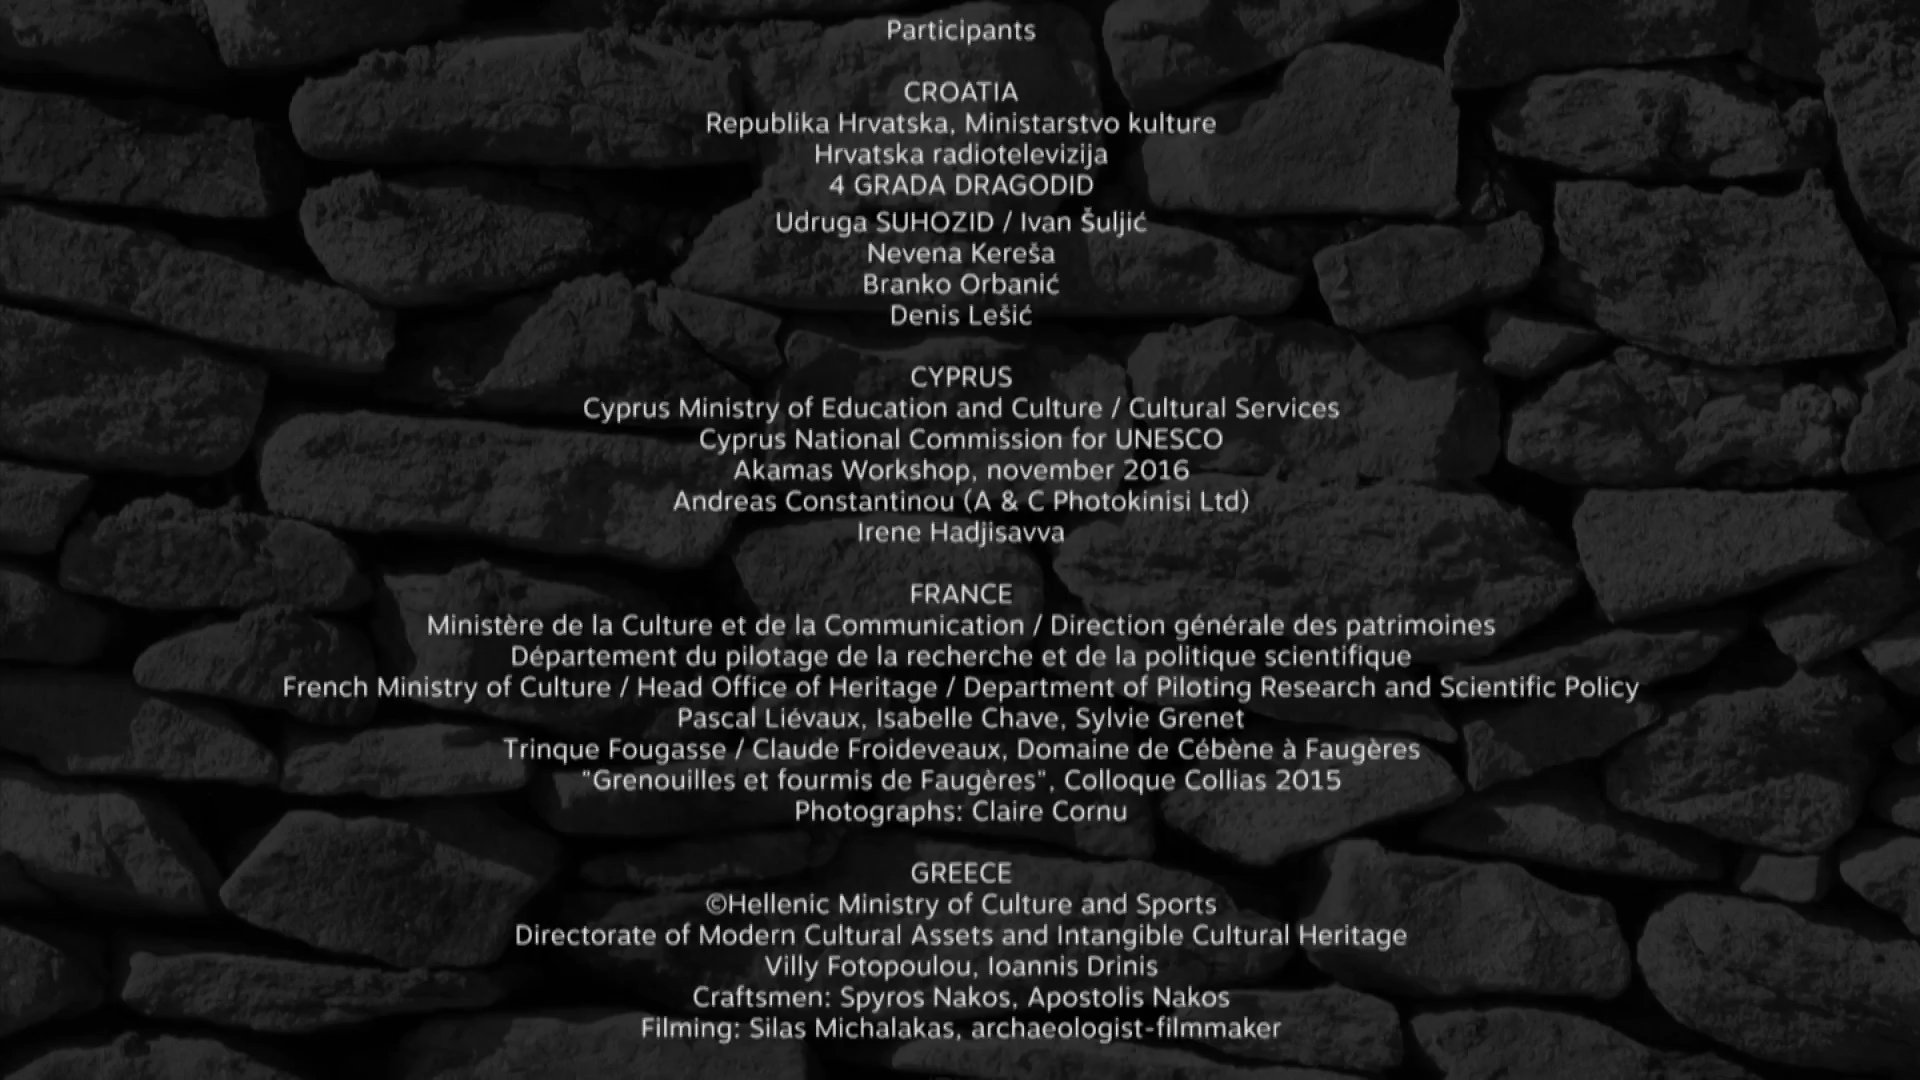 Participants
CROATIA
Republika Hrvatska, Ministarstvo kulture
Hrvatska radiotelevizija
4 GRADA DRAGODID
Udruga SUHOZID / Ivan Šuljić
Nevena Kereša
Branko Orbanić
Denis Lešić
CYPRUS
Cyprus Ministry of Education and Culture / Cultural Services
Cyprus National Commission for UNESCO
Akamas Workshop, november 2016
Andreas Constantinou (A & C Photokinisi Ltd)
Irene Hadjisavva
FRANCE
Ministère de la Culture et de la Communication / Direction générale des patrimoines
Département du pilotage de la recherche et de la politique scientifique
French Ministry of Culture / Head Office of Heritage / Department of Piloting Research and Scientific Policy
Pascal Liévaux, Isabelle Chave, Sylvie Grenet
Trinque Fougasse / Claude Froideveaux, Domaine de Cébène à Faugères
"Grenouilles et fourmis de Faugères", Colloque Collias 2015
Photographs: Claire Cornu
GREECE
©Hellenic Ministry of Culture and Sports
Directorate of Modern Cultural Assets and Intangible Cultural Heritage
Villy Fotopoulou, Ioannis Drinis
Craftsmen: Spyros Nakos, Apostolis Nakos
Filming: Silas Michalakas, archaeologist-filmmaker